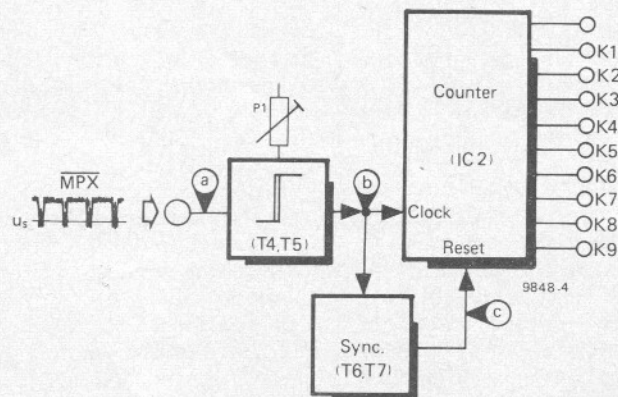 K1
K2
Counter
P1
K3
K4
K5
MPX
a
b
(IC2)
K6
us
Clock
K7
(T4,T5)
K8
Reset
K9
9848-4
c
Sync.
(T6,T7)